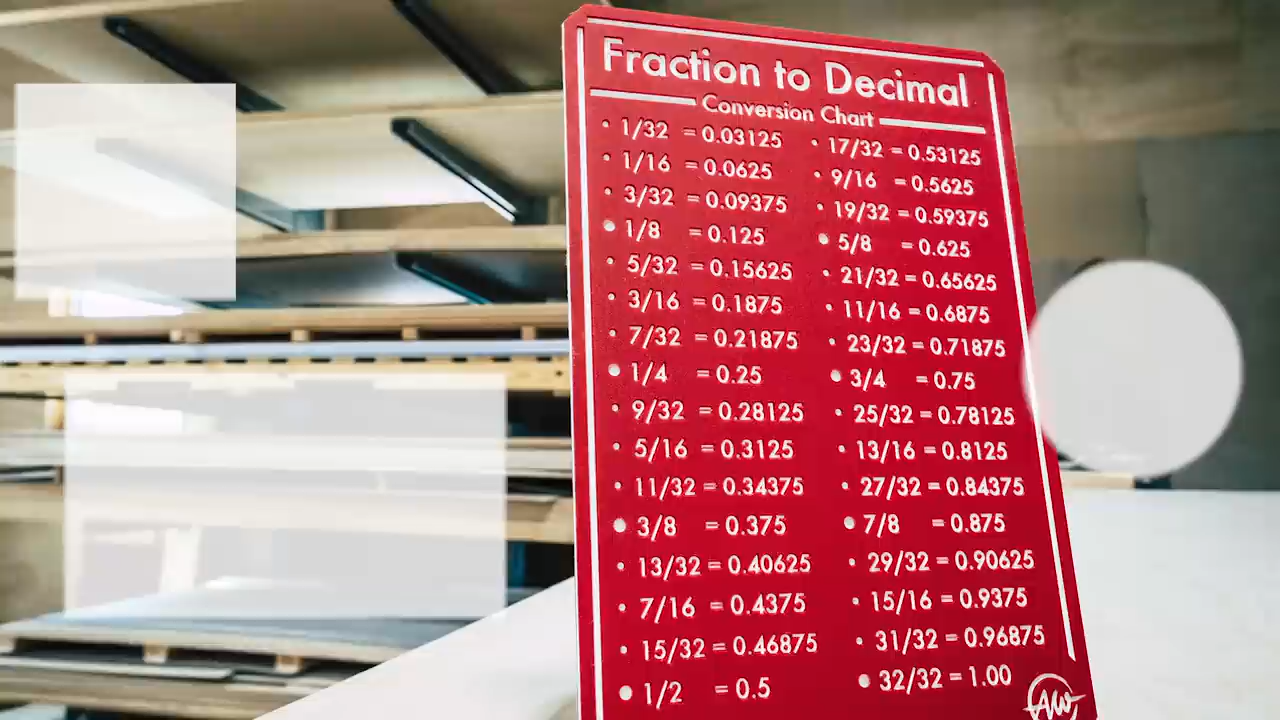 Fraction to Decimal
Conversion Chart
• 1/32 = 0.03125
• 1/16 = 0.0625
• 3/32 = 0.09375
• 1/8 = 0.125
• 5/32 = 0.15625
• 3/16 = 0.1875
• 7/32 = 0.21875
• 1/4 = 0.25
• 9/32 = 0.28125
• 5/16 = 0.3125
• 11/32 = 0.34375
• 3/8 = 0.375
• 13/32 = 0.40625
• 7/16 = 0.4375
• 15/32 = 0.46875
• 1/2 = 0.5
• 17/32 = 0.53125
• 9/16 = 0.5625
• 19/32 = 0.59375
• 5/8 = 0.625
• 21/32 = 0.65625
• 11/16 = 0.6875
• 23/32 = 0.71875
• 3/4 = 0.75
• 25/32 = 0.78125
• 13/16 = 0.8125
• 27/32 = 0.84375
• 7/8 = 0.875
• 29/32 = 0.90625
• 15/16 = 0.9375
• 31/32 = 0.96875
• 32/32 = 1.00
AW